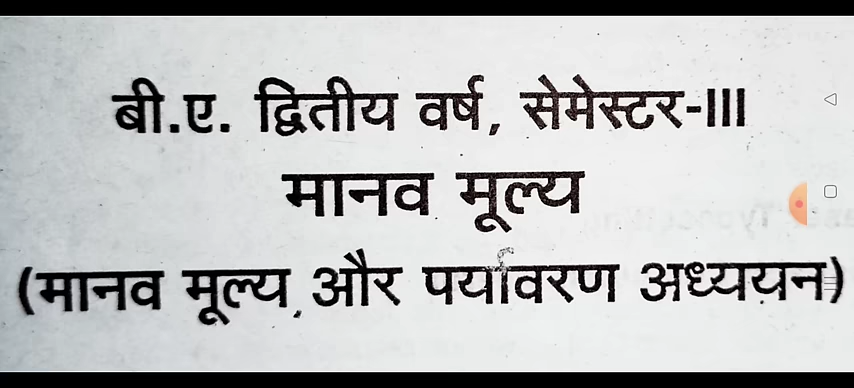 बी.ए. द्वितीय वर्ष, सेमेस्टर-III
मानव मूल्य
(मानव मूल्य और पर्यावरण अध्ययन)